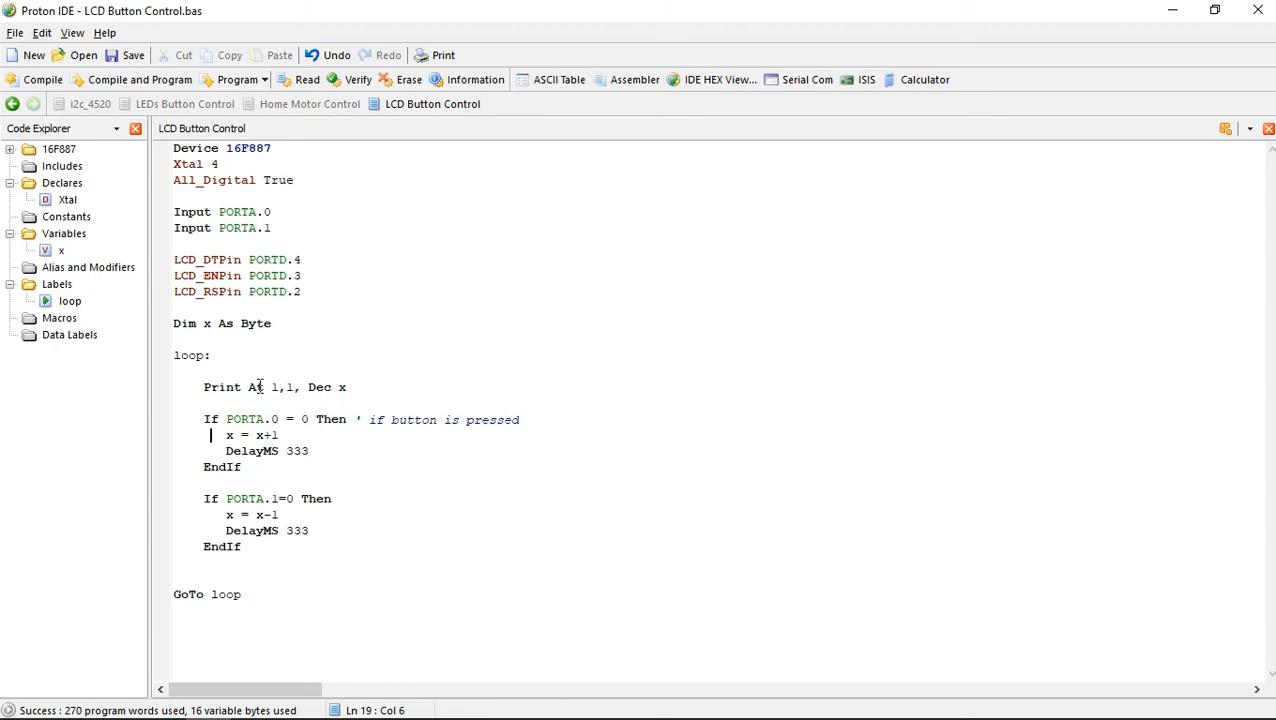 Proton IDE - LCD Button Control.bas
File Edit View Help
New Open Save Cut Copy Paste Undo Redo Print
Compile Compile and Program Program Read Verify Erase Information ASCII Table Assembler IDE HEX View... Serial Com ISIS Calculator
i2c_4520 LEDs Button Control Home Motor Control LCD Button Control
Code Explorer
16F887
Includes
Declares
D Xtal
Constants
Variables
V x
Alias and Modifiers
Labels
loop
Macros
Data Labels
LCD Button Control
Device 16F887
Xtal 4
All_Digital True
Input PORTA.0
Input PORTA.1
LCD_DTPin PORTD.4
LCD_ENPin PORTD.3
LCD_RSPin PORTD.2
Dim x As Byte
loop:
Print At 1,1, Dec x
If PORTA.0 = 0 Then ' if button is pressed
x = x+1
DelayMS 333
EndIf
If PORTA.1=0 Then
x = x-1
DelayMS 333
EndIf
GoTo loop
Success : 270 program words used, 16 variable bytes used Ln 19 : Col 6